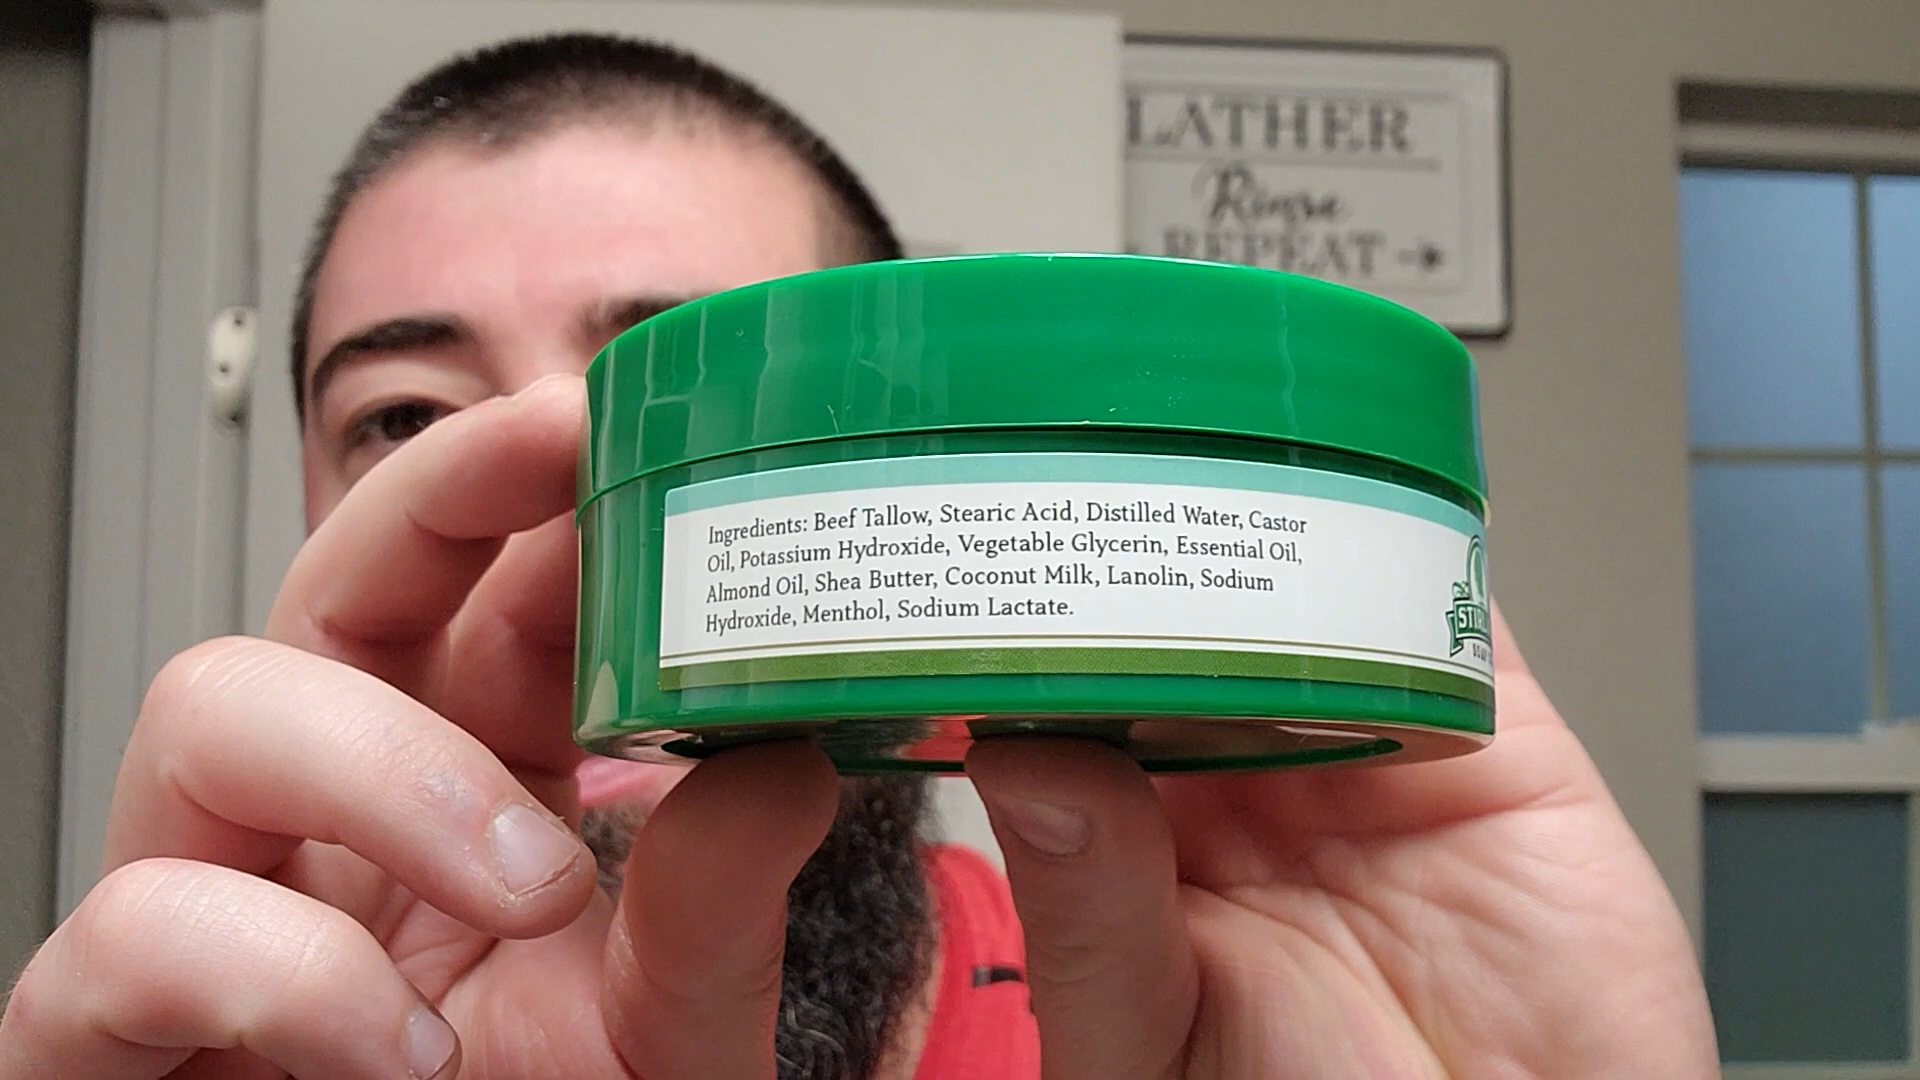 LATHER
Rinse
REPEAT
Ingredients: Beef Tallow, Stearic Acid, Distilled Water, Castor
Oil, Potassium Hydroxide, Vegetable Glycerin, Essential Oil,
Almond Oil, Shea Butter, Coconut Milk, Lanolin, Sodium
Hydroxide, Menthol, Sodium Lactate.